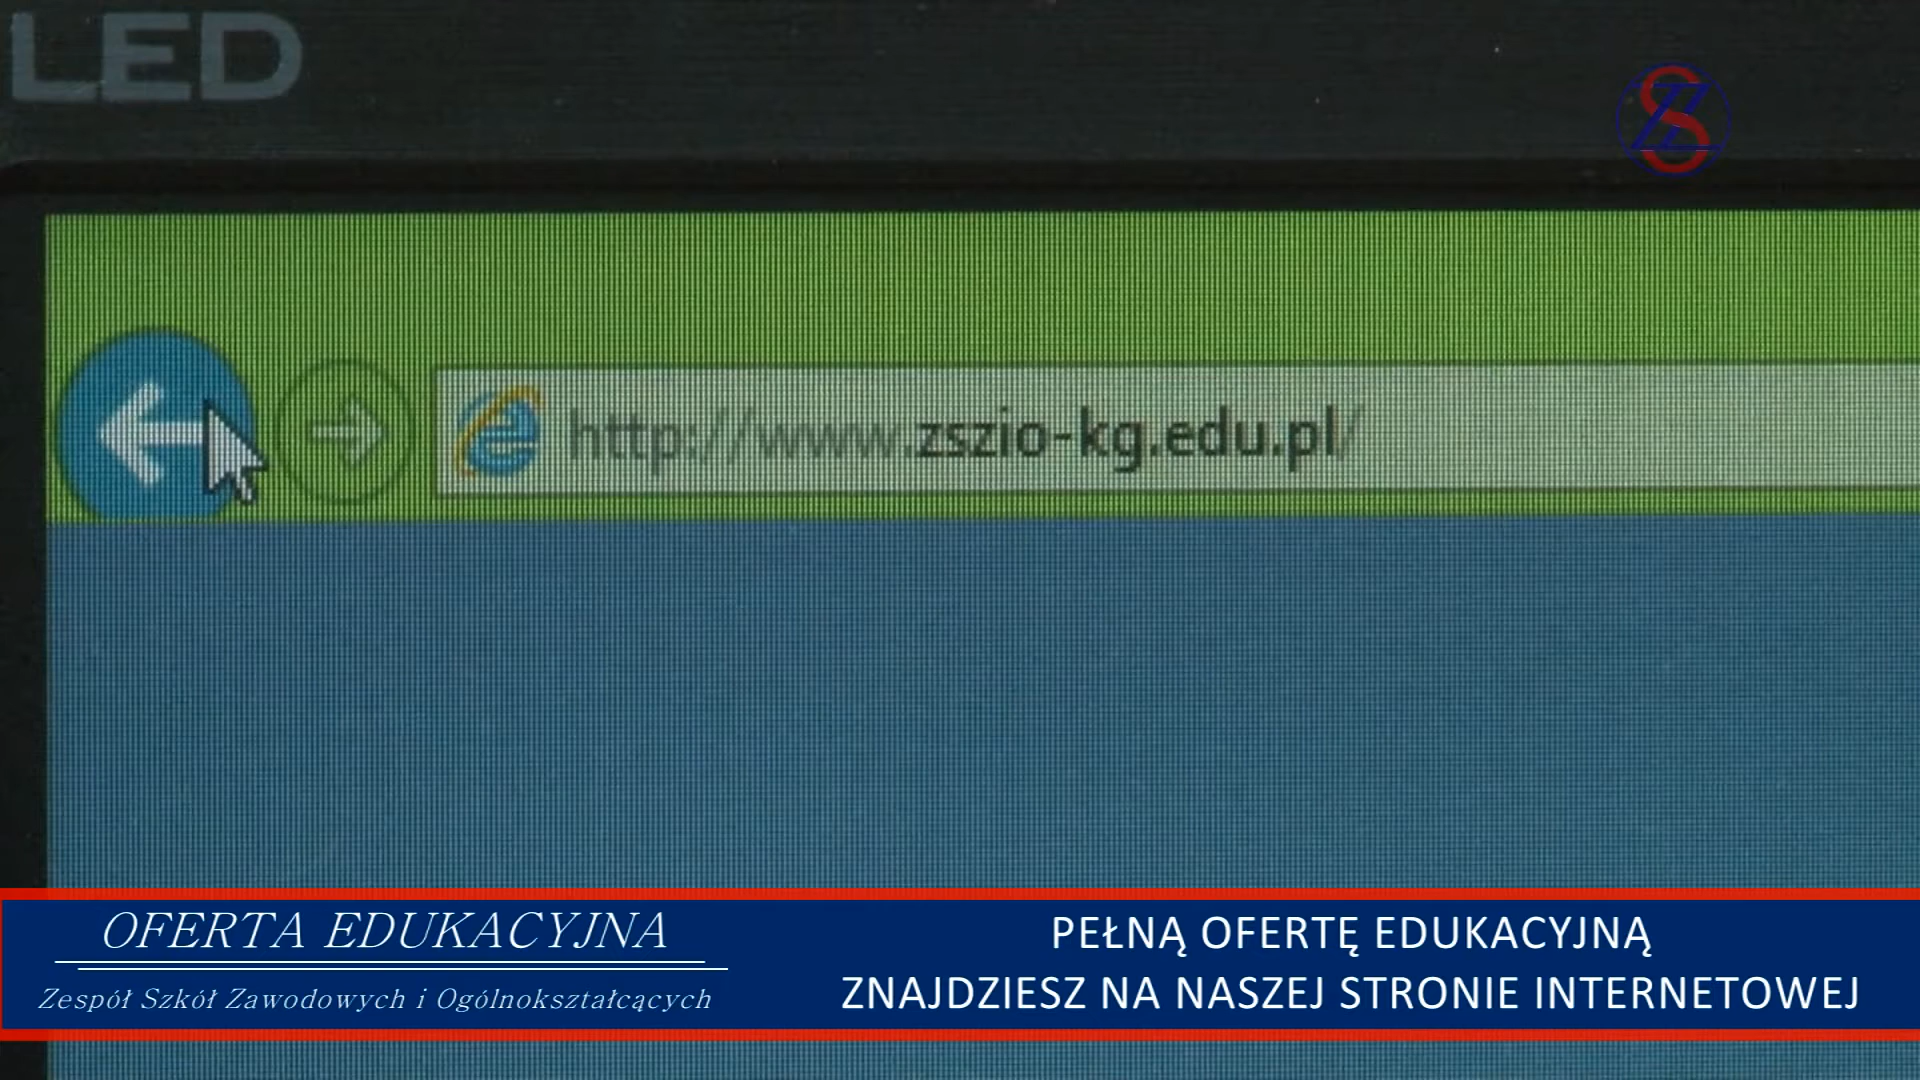 LED
http://www.zszio-kg.edu.pl/
OFERTA EDUKACYJNA
Zespół Szkół Zawodowych i Ogólnokształcących
PEŁNĄ OFERTĘ EDUKACYJNĄ
ZNAJDZIESZ NA NASZEJ STRONIE INTERNETOWEJ